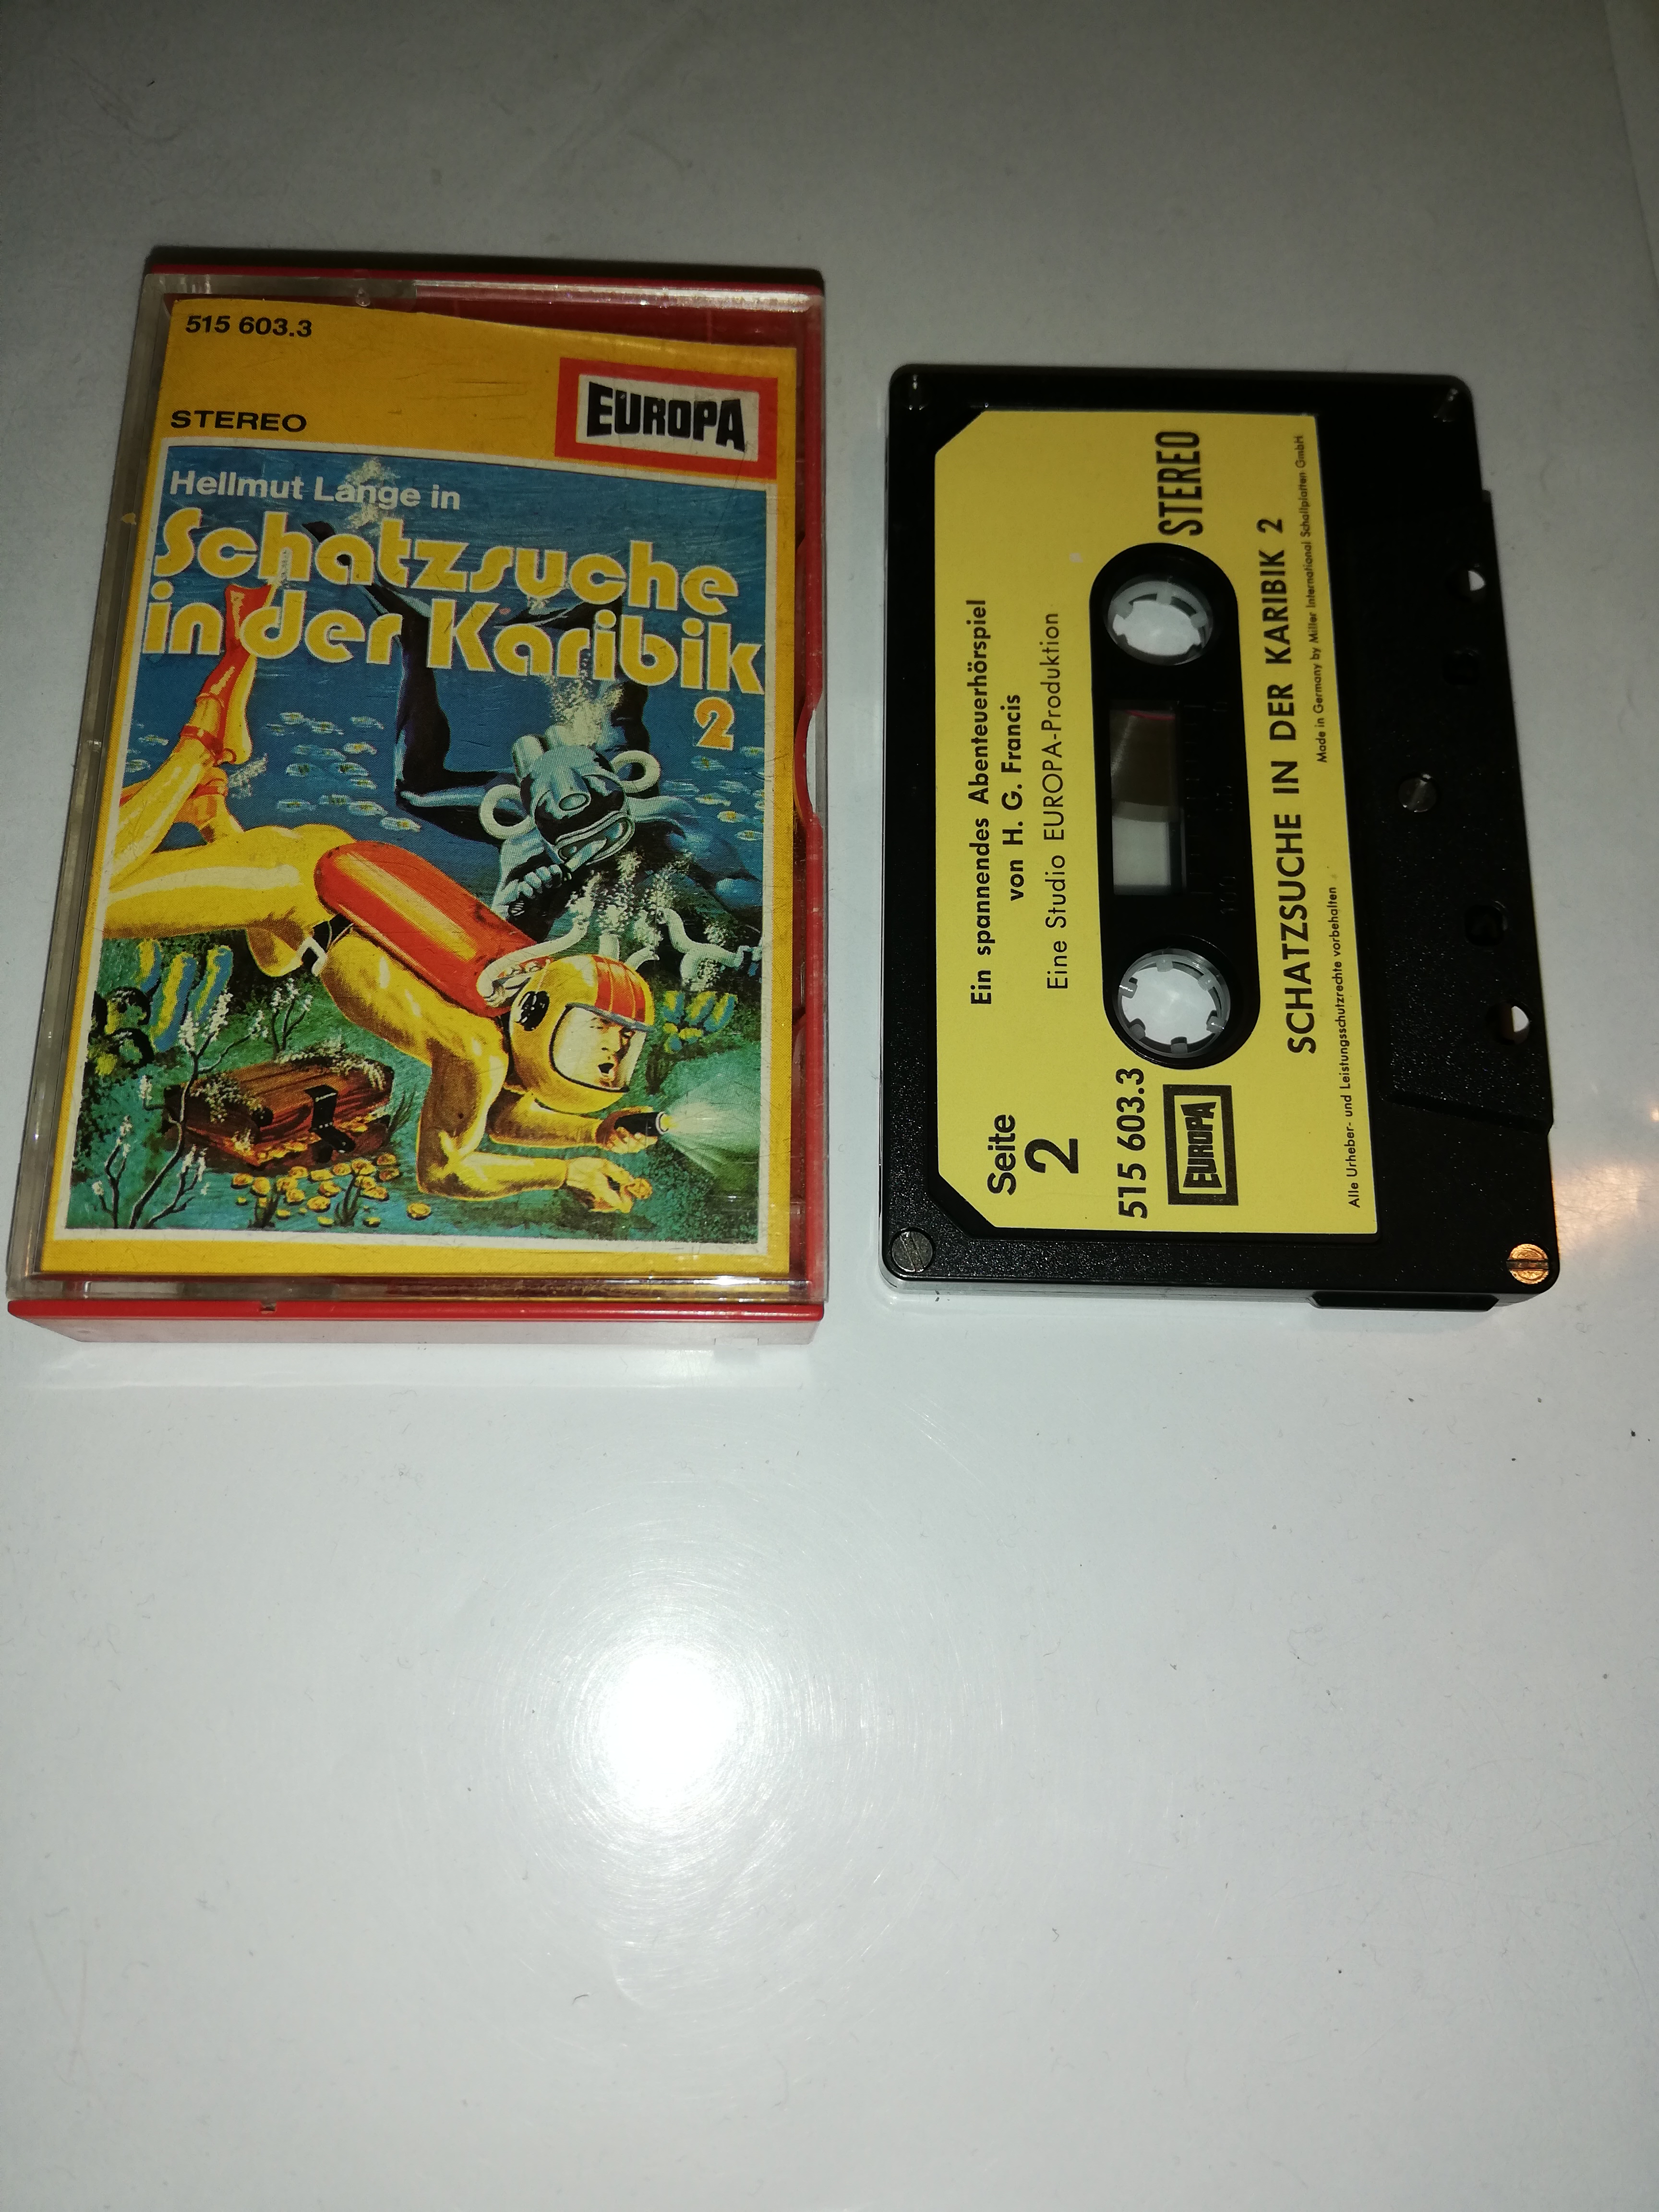 515 603.3
EUROPA
STEREO
Hellmut Lange in
Schatzsuche
in der Karibik
2
Ein spannendes Abenteuerhörspiel
von H. G. Francis
Eine Studio EUROPA-Produktion
Seite
2
STEREO
515 603.3
EUROPA
SCHATZSUCHE IN DER KARIBIK 2
Made in Germany by Miller International Schallplatten GmbH
Alle Urheber- und Leistungsschutzrechte vorbehalten